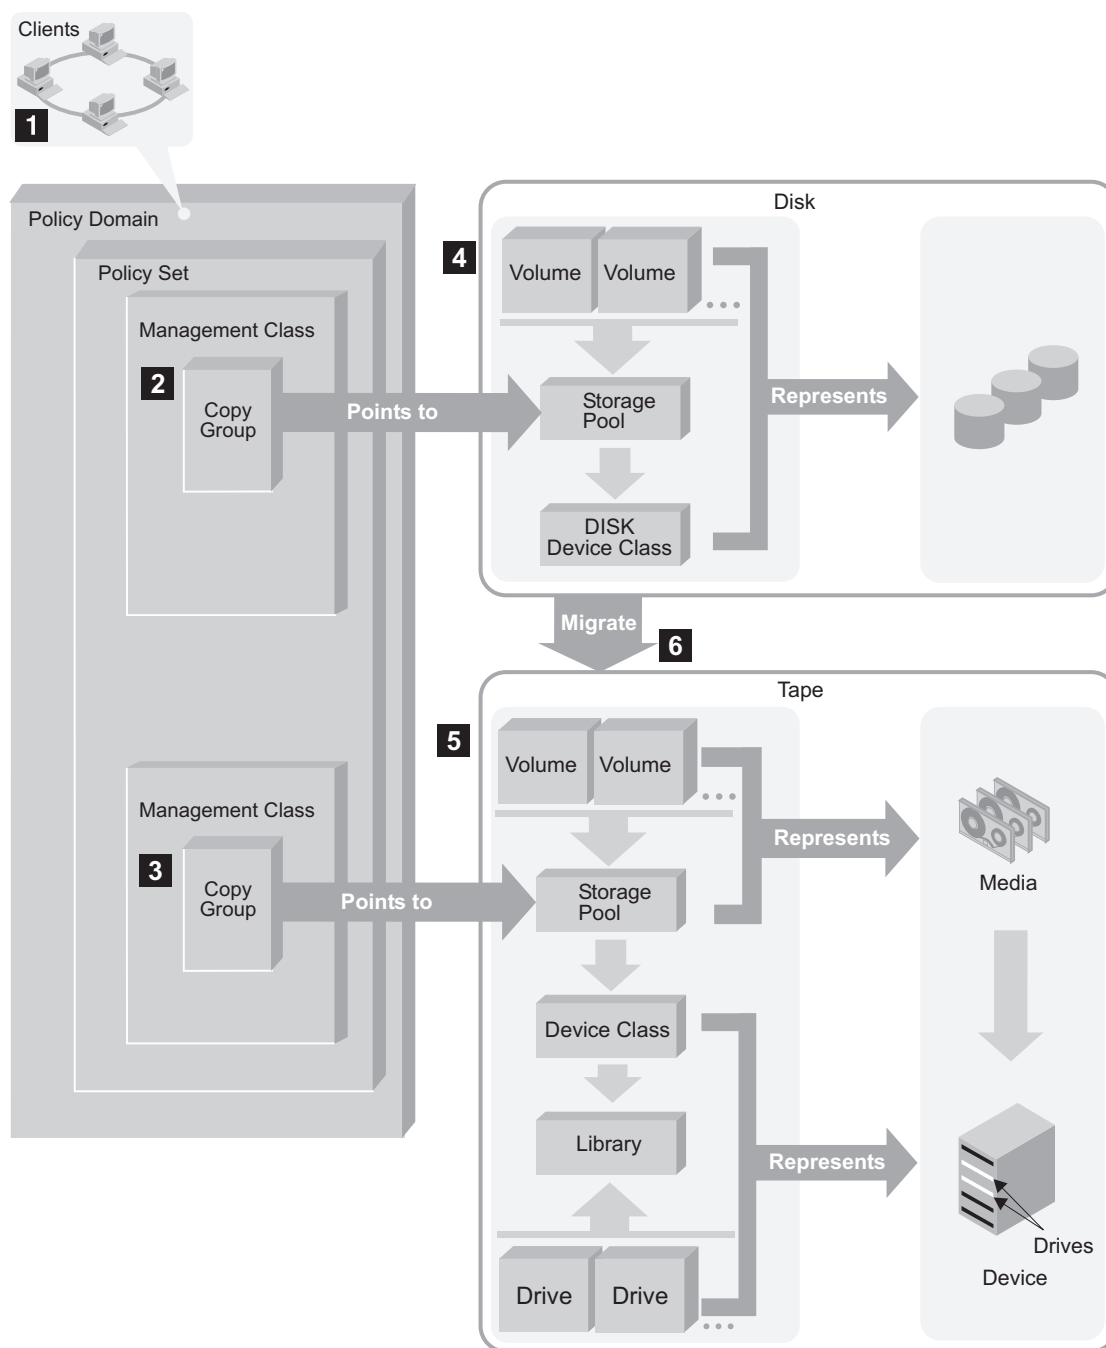 Clients
1
Policy Domain
Policy Set
Management Class
2
Copy
Group
Points to
Disk
4
Volume
Volume
Storage
Pool
DISK
Device Class
Represents
Migrate
6
Management Class
3
Copy
Group
Points to
Tape
5
Volume
Volume
Storage
Pool
Represents
Media
Device Class
Library
Represents
Drive
Drive
Drives
Device